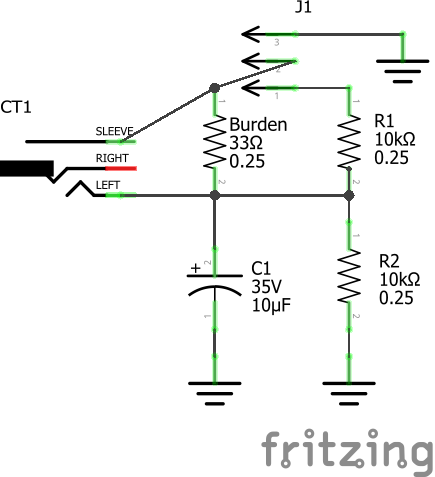 J1
3
2
1
CT1
SLEEVE
RIGHT
LEFT
1
Burden
33Ω
0.25
2
1
R1
10kΩ
0.25
2
+
2
C1
35V
10µF
1
1
R2
10kΩ
0.25
2
fritzing